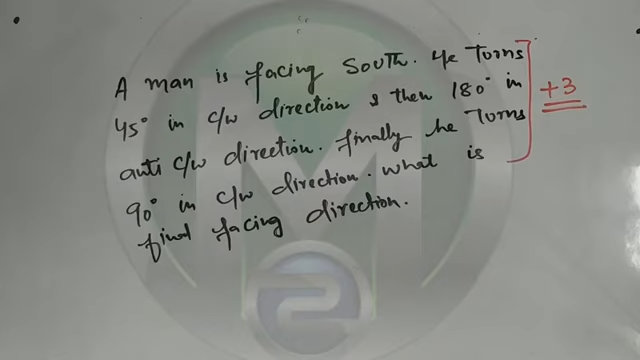 A man is facing South. He Turns
45° in c/w direction & then 180° in
anti c/w direction. Finally he Turns
90° in c/w direction. what is
final facing direction.
+3